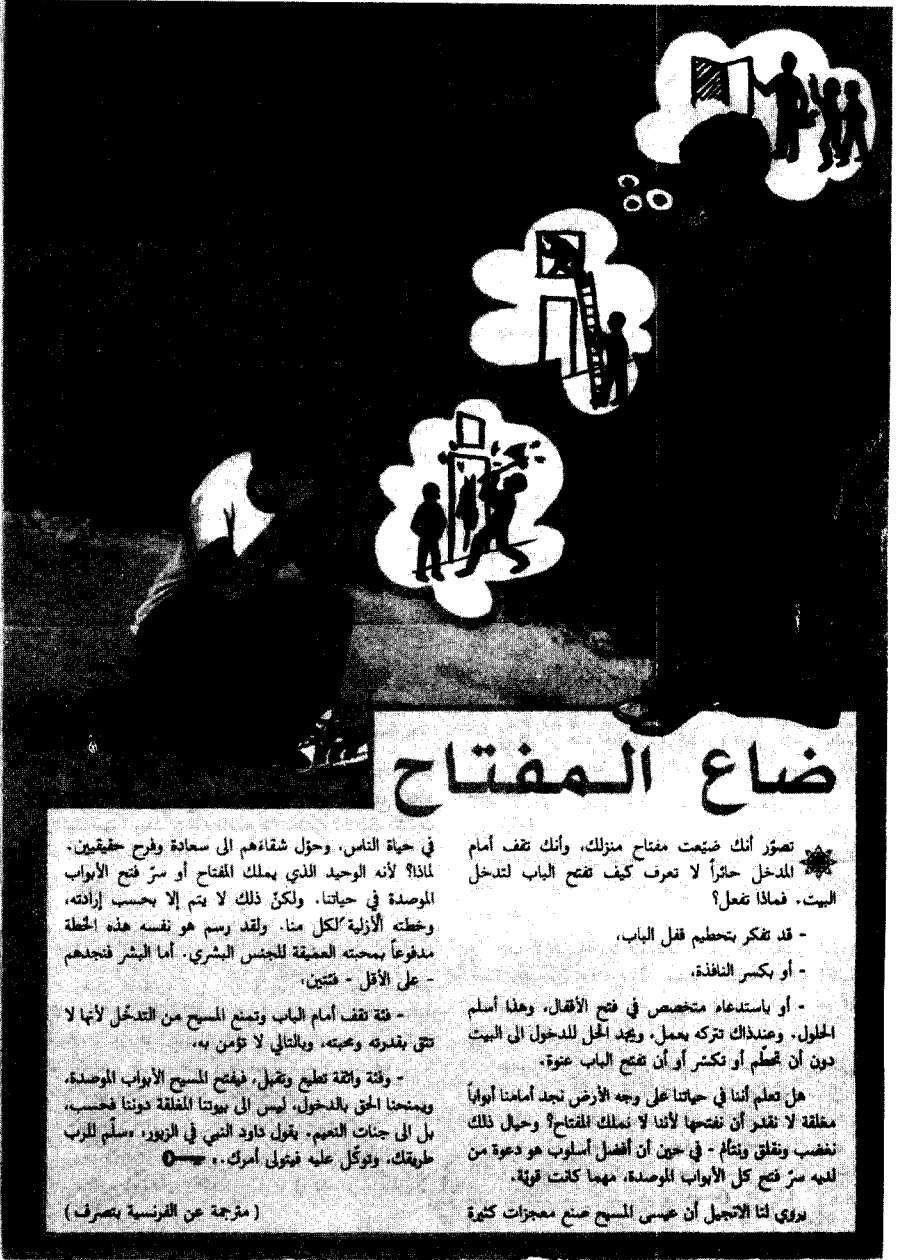 ضاع المفتاح
تصوّر أنك ضيّعت مفتاح منزلك، وأنك تقف أمام
المدخل حائراً لا تعرف كيف تفتح الباب لتدخل
البيت. فماذا تفعل؟
- قد تفكر بتحطيم قفل الباب،
- أو بكسر النافذة،
- أو باستدعاء متخصص في فتح الأقفال، وهذا أسلم
الحلول. وعندذاك تتركه يعمل، ويجد الحل للدخول الى البيت
دون أن تحطّم أو تكسّر أو أن تفتح الباب عنوة.
هل تعلم أننا في حياتنا على وجه الأرض نجد أمامنا أبواباً
مغلقة لا نقدر أن نفتحها لأننا لا نملك المفتاح؟ وحيال ذلك
نغضب ونقلق ونتألم - في حين أن أفضل أسلوب هو دعوة من
لديه سرّ فتح كل الأبواب الموصدة، مهما كانت قويّة.
يروي لنا الانجيل أن عيسى المسيح صنع معجزات كثيرة
في حياة الناس، وحوّل شقاءَهم الى سعادة وفرح حقيقيين.
لماذا؟ لأنه الوحيد الذي يملك المفتاح أو سرّ فتح الأبواب
الموصدة في حياتنا. ولكنّ ذلك لا يتم إلا بحسب إرادته،
وخطته الأزلية لكل منا. ولقد رسم هو نفسه هذه الخطة
مدفوعاً بمحبته العميقة للجنس البشري. أما البشر فنجدهم
- على الأقل - فئتين:
- فئة تقف أمام الباب وتمنع المسيح من التدخّل لأنها لا
تثق بقدرته ومحبته، وبالتالي لا تؤمن به،
- وفئة واثقة تطيع وتقبل، فيفتح المسيح الأبواب الموصدة،
ويمنحنا الحق بالدخول، ليس الى بيوتنا المغلقة دوننا فحسب،
بل الى جنات النعيم. يقول داود النبي في الزبور: «سلّم للرب
طريقك، وتوكّل عليه فيتولى أمرك.»
(مترجمة عن الفرنسية بتصرف)